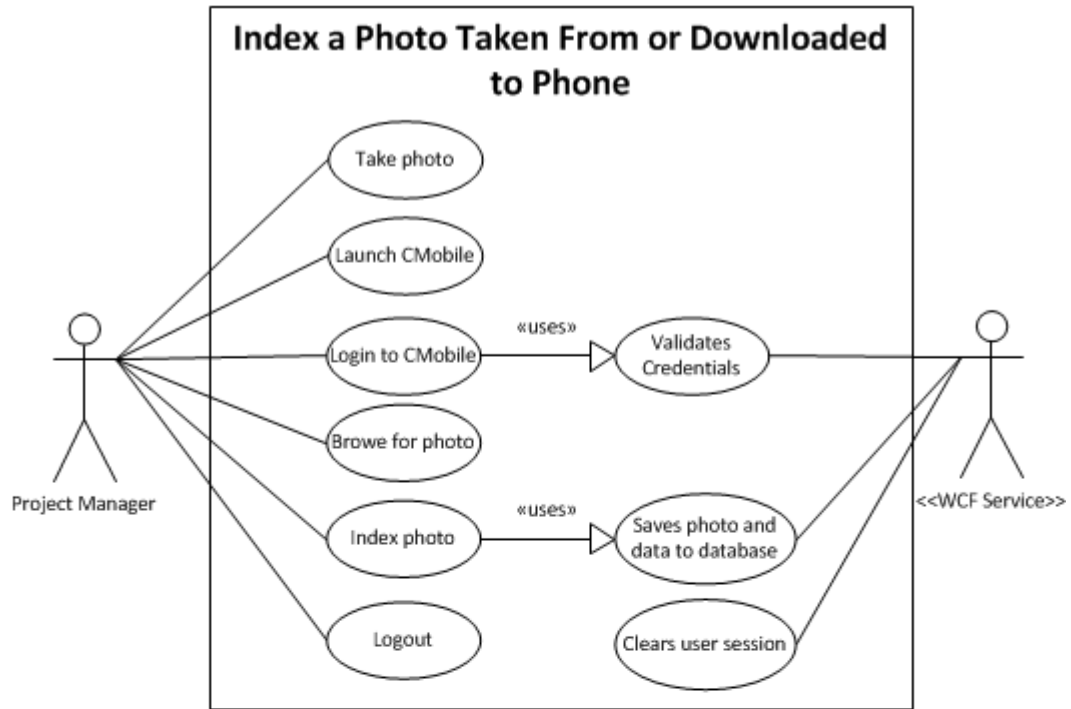 Index a Photo Taken From or Downloaded
to Phone
Take photo
Launch CMobile
«uses»
Login to CMobile
Validates
Credentials
Browe for photo
Project Manager
<<WCF Service>>
«uses»
Index photo
Saves photo and
data to database
Logout
Clears user session